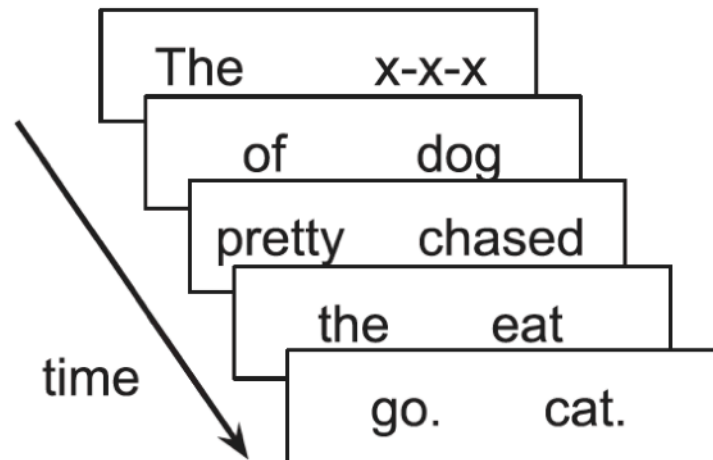 The x-x-x
of dog
pretty chased
the eat
time
go. cat.